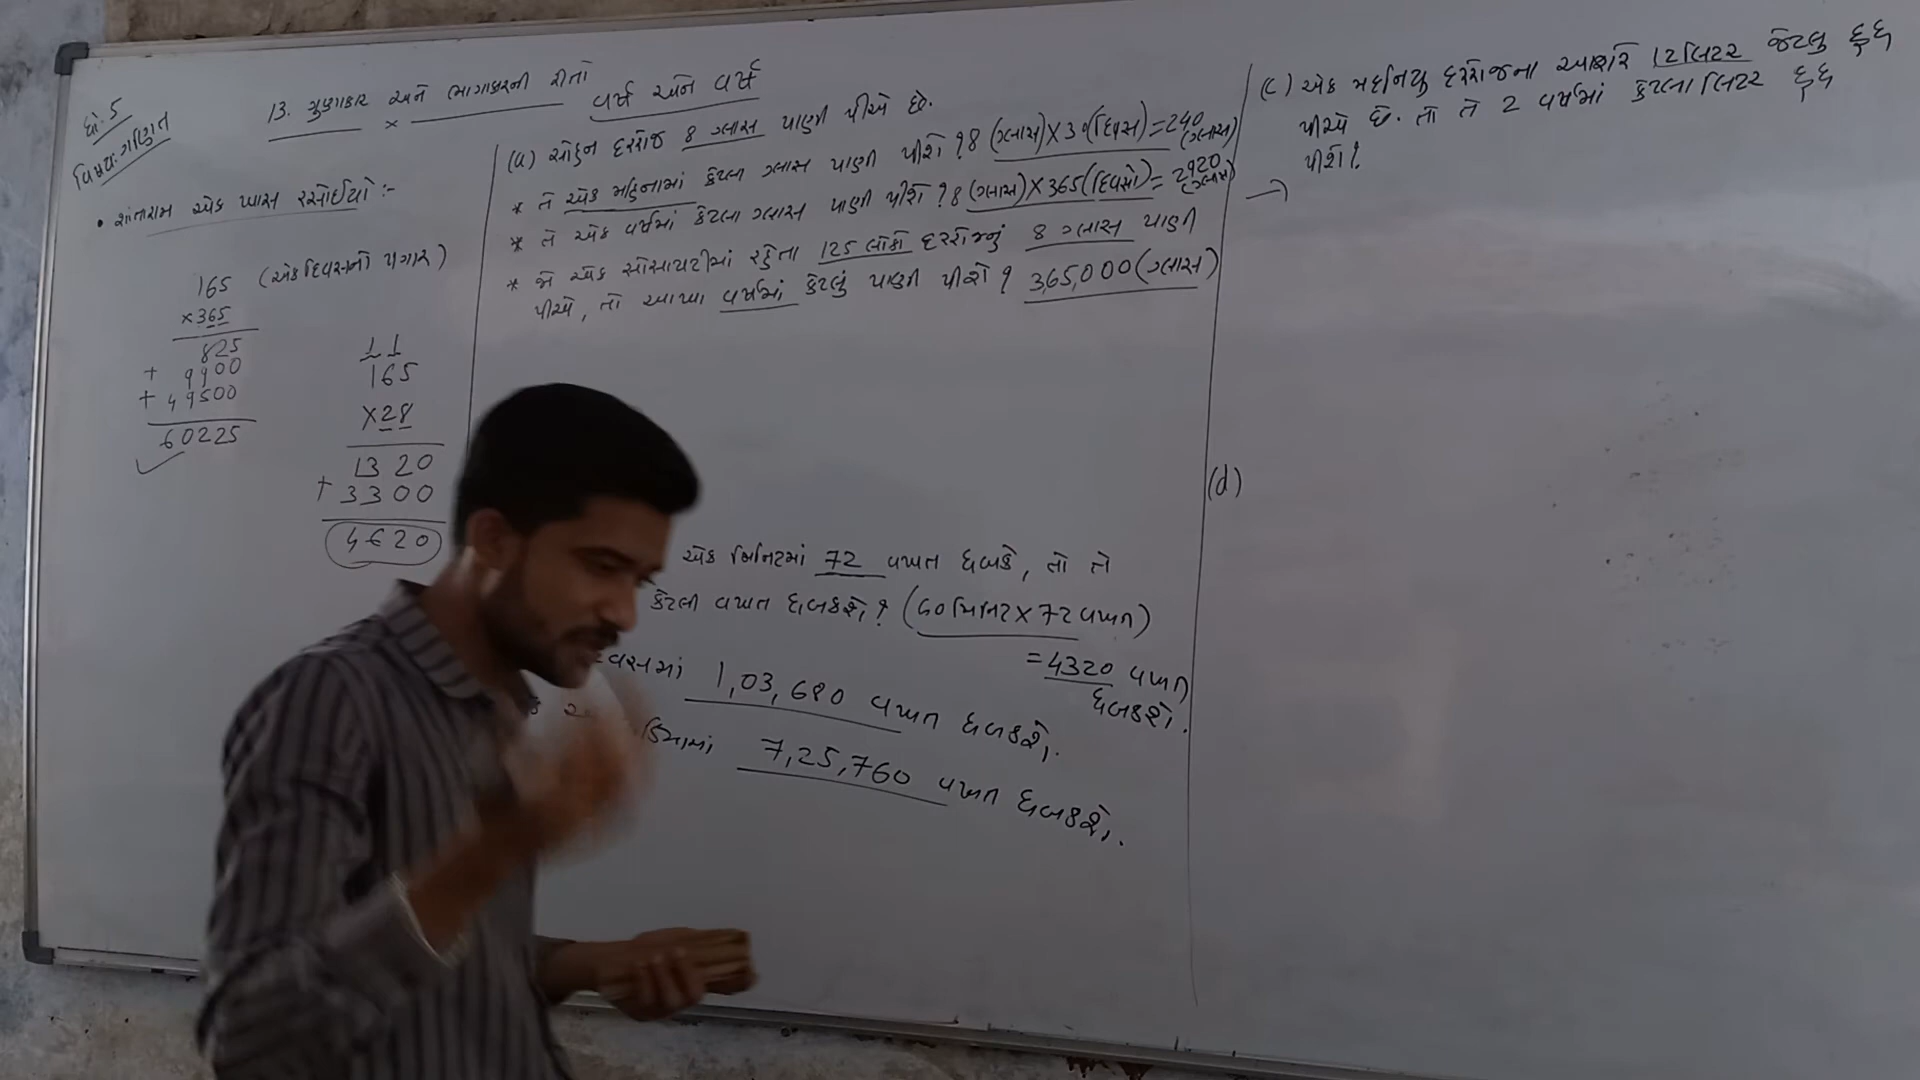 ધો. 5
વિષય:ગણિત
13. ગુણાકાર અને ભાગાકારની રીતો
વર્ષ અને વર્ષ
• શાંતારામ એક ખાસ રસોઈયો :-
165 (એક દિવસનો પગાર)
×365
825
+ 9900
+ 49500
60225
1 1
165
×28
1320
+ 3300
4620
(a) સોહન દરરોજ 8 ગ્લાસ પાણી પીએ છે.
* તે એક મહિનામાં કેટલા ગ્લાસ પાણી પીશે ? 8 (ગ્લાસ)×30(દિવસ)=240 (ગ્લાસ)
* તે એક વર્ષમાં કેટલા ગ્લાસ પાણી પીશે ? 8 (ગ્લાસ)×365(દિવસો)= 2920 (ગ્લાસ)
* જો એક સોસાયટીમાં રહેતા 125 લોકો દરરોજનું 8 ગ્લાસ પાણી
પીએ, તો આખા વર્ષમાં કેટલું પાણી પીશે ? 365,000 (ગ્લાસ)
એક મિનિટમાં 72 વખત ધબકે, તો તે
કેટલી વખત ધબકશે ? (60 મિનિટ × 72 વખત)
= 4320 વખત
ધબકશે.
1,03,680 વખત ધબકશે.
7,25,760 વખત ધબકશે.
(c) એક મદનિયુ દરરોજના આશરે 12 લિટર જેટલુ દૂધ
પીએ છે. તો તે 2 વર્ષમાં કેટલા લિટર દૂધ
પીશે ?
→
(d)